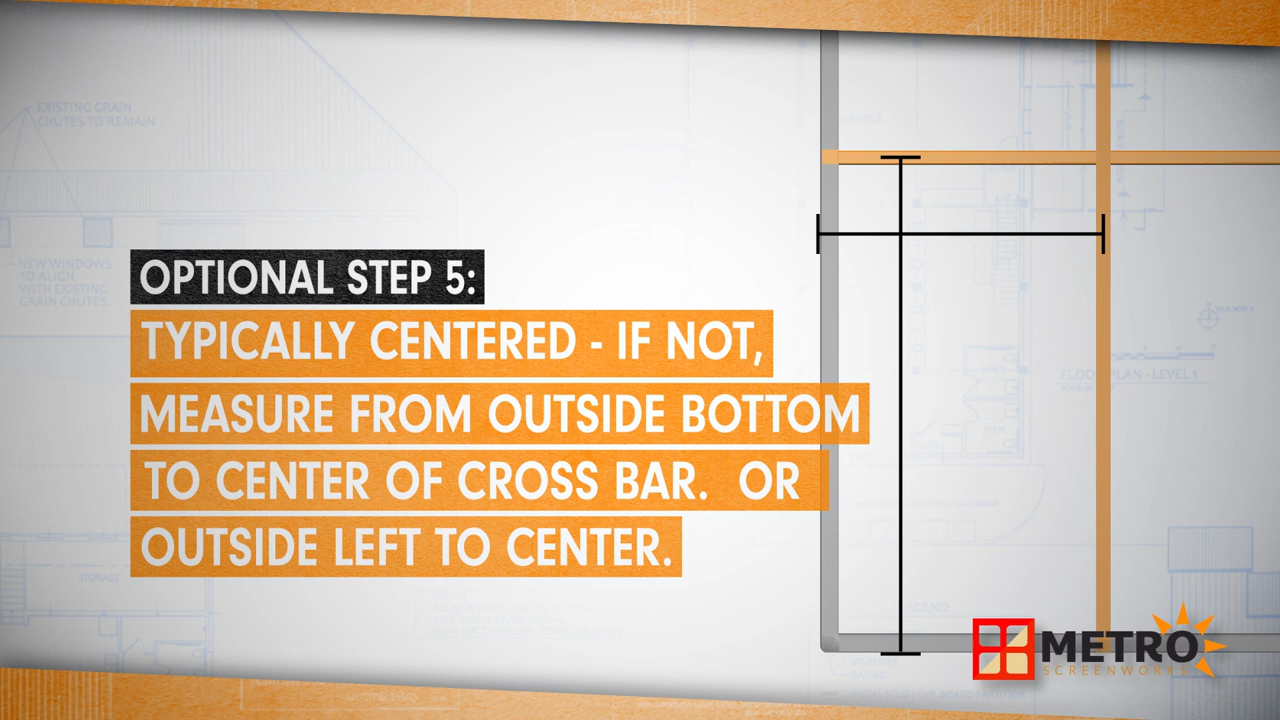 EXISTING GRAIN
CHUTES TO REMAIN
NEW WINDOWS
TO ALIGN
WITH EXISTING
GRAIN CHUTES.
OPTIONAL STEP 5:
TYPICALLY CENTERED - IF NOT,
MEASURE FROM OUTSIDE BOTTOM
TO CENTER OF CROSS BAR. OR
OUTSIDE LEFT TO CENTER.
TRUE NORTH
FLOOR PLAN - LEVEL 1
STORAGE
METRO
SCREENWORKS